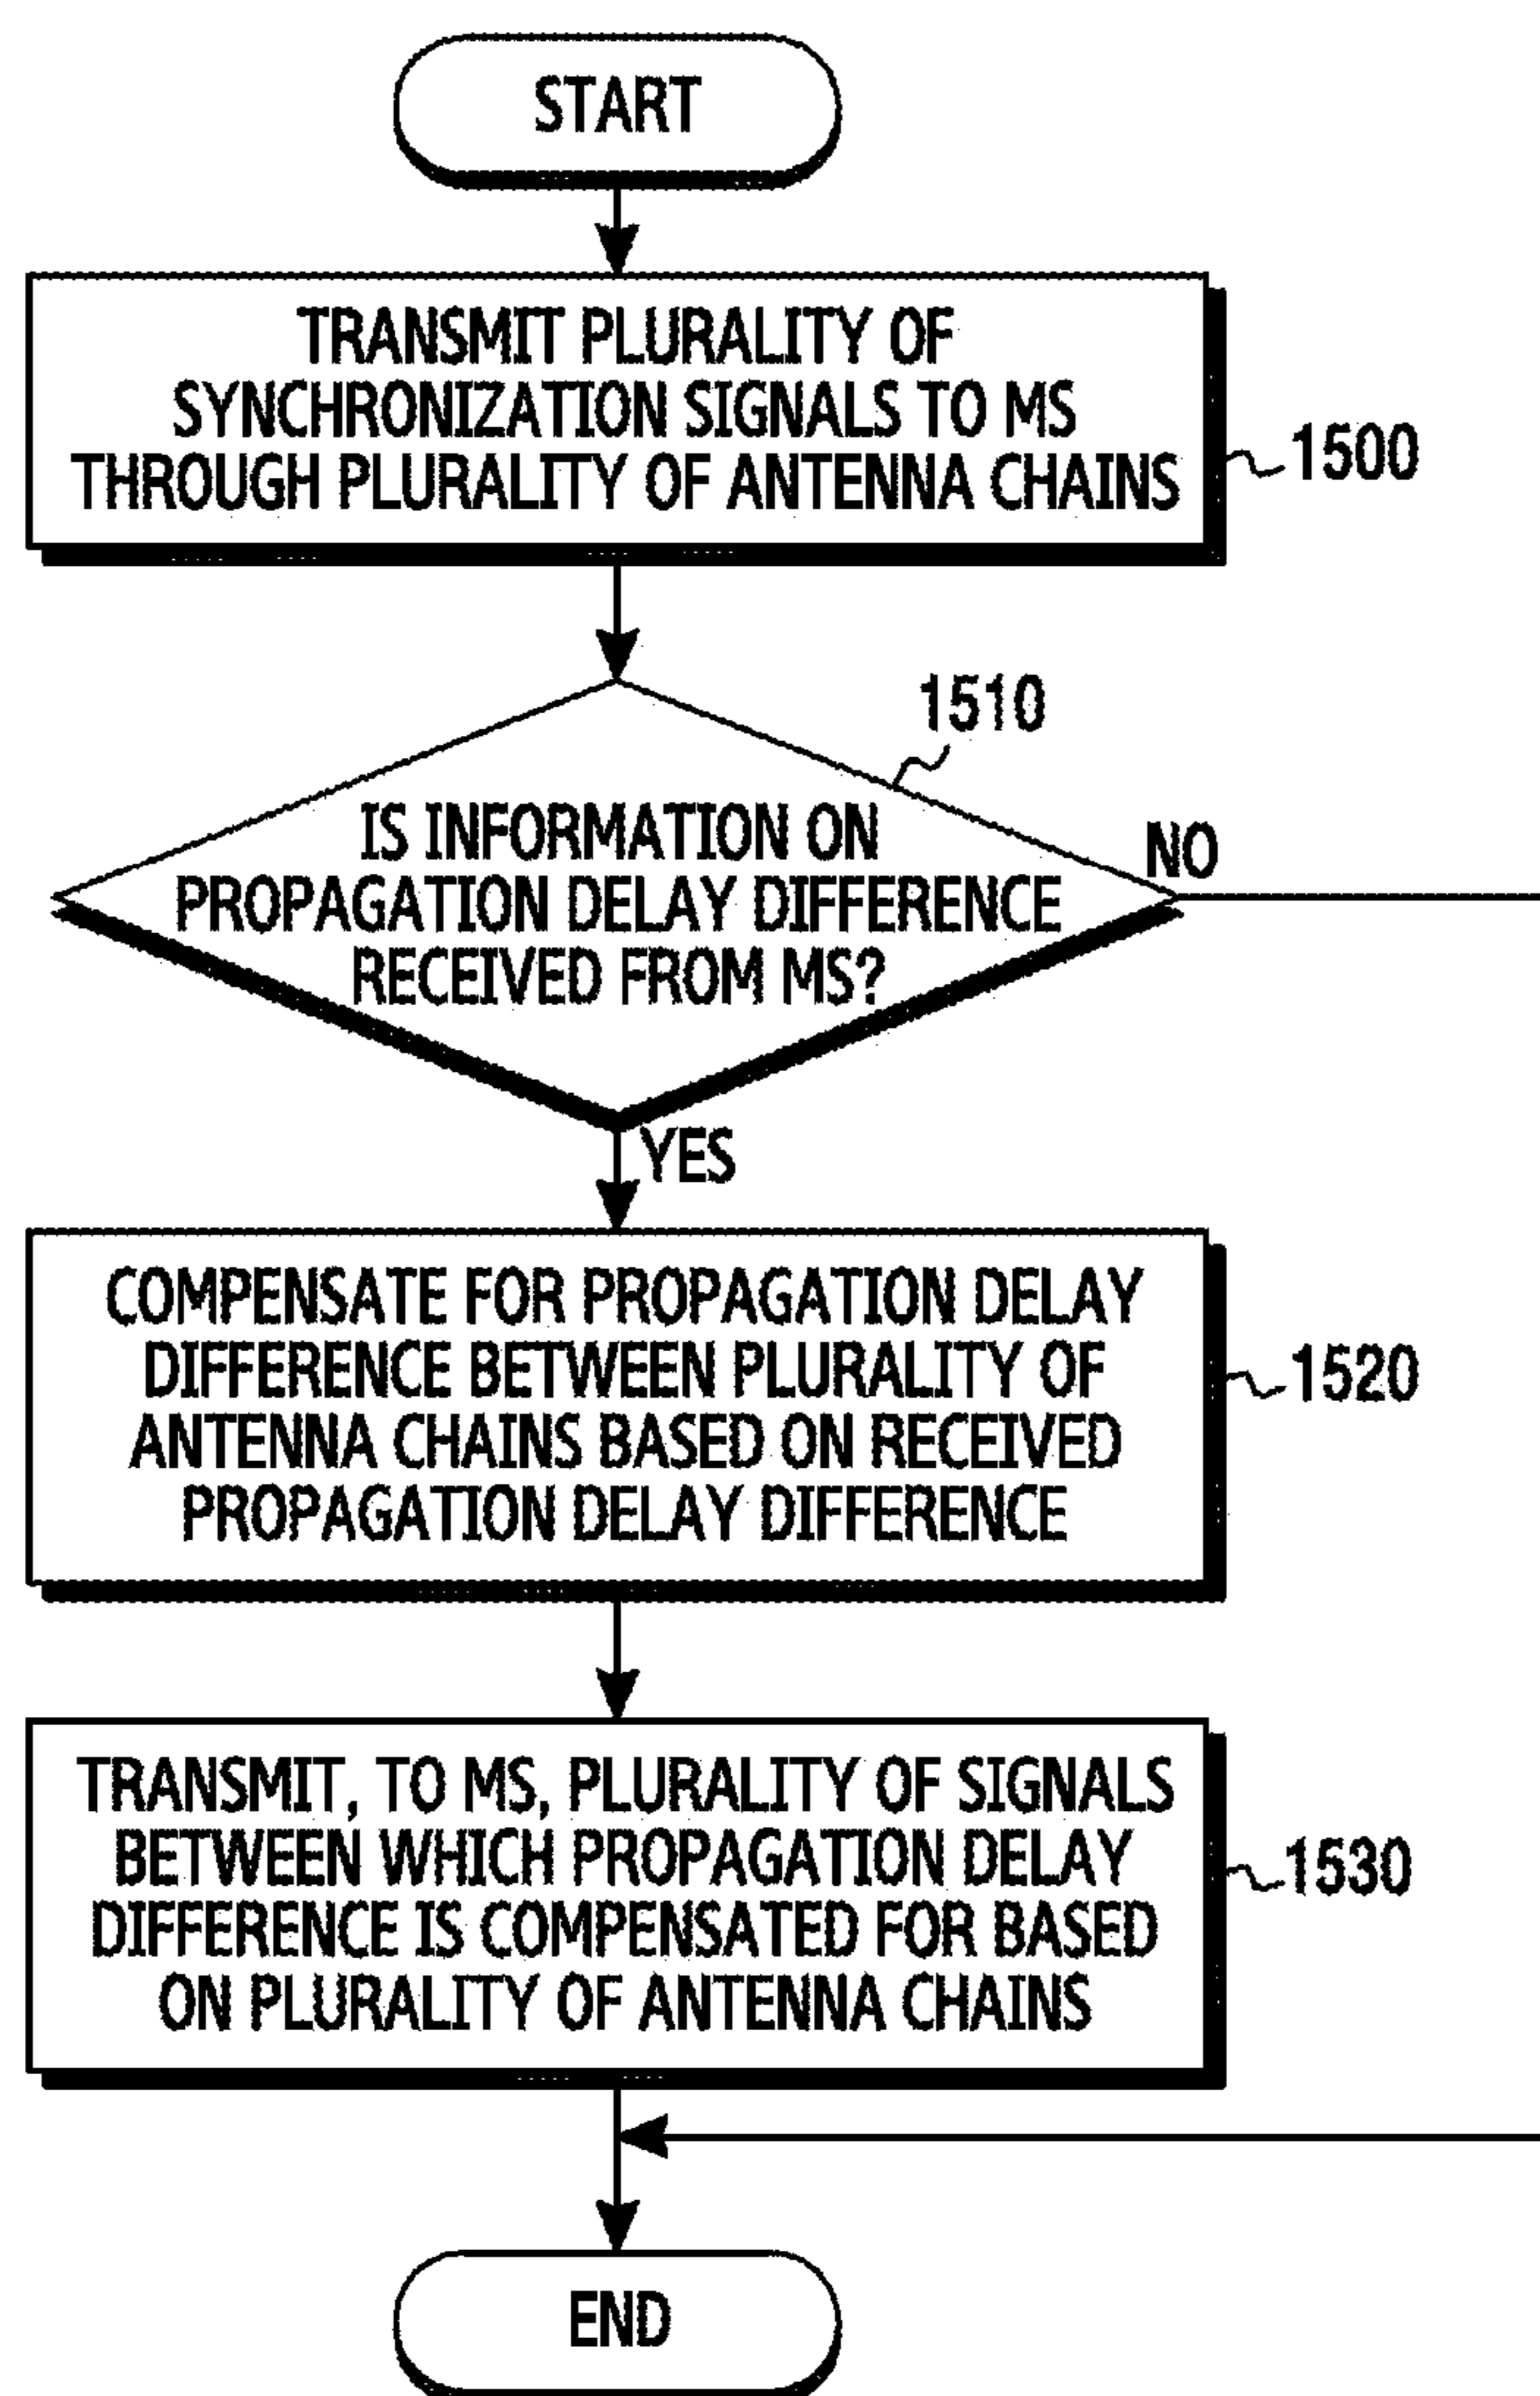 START
TRANSMIT PLURALITY OF
SYNCHRONIZATION SIGNALS TO MS
THROUGH PLURALITY OF ANTENNA CHAINS
1500
1510
IS INFORMATION ON
PROPAGATION DELAY DIFFERENCE
RECEIVED FROM MS?
NO
YES
COMPENSATE FOR PROPAGATION DELAY
DIFFERENCE BETWEEN PLURALITY OF
ANTENNA CHAINS BASED ON RECEIVED
PROPAGATION DELAY DIFFERENCE
1520
TRANSMIT, TO MS, PLURALITY OF SIGNALS
BETWEEN WHICH PROPAGATION DELAY
DIFFERENCE IS COMPENSATED FOR BASED
ON PLURALITY OF ANTENNA CHAINS
1530
END